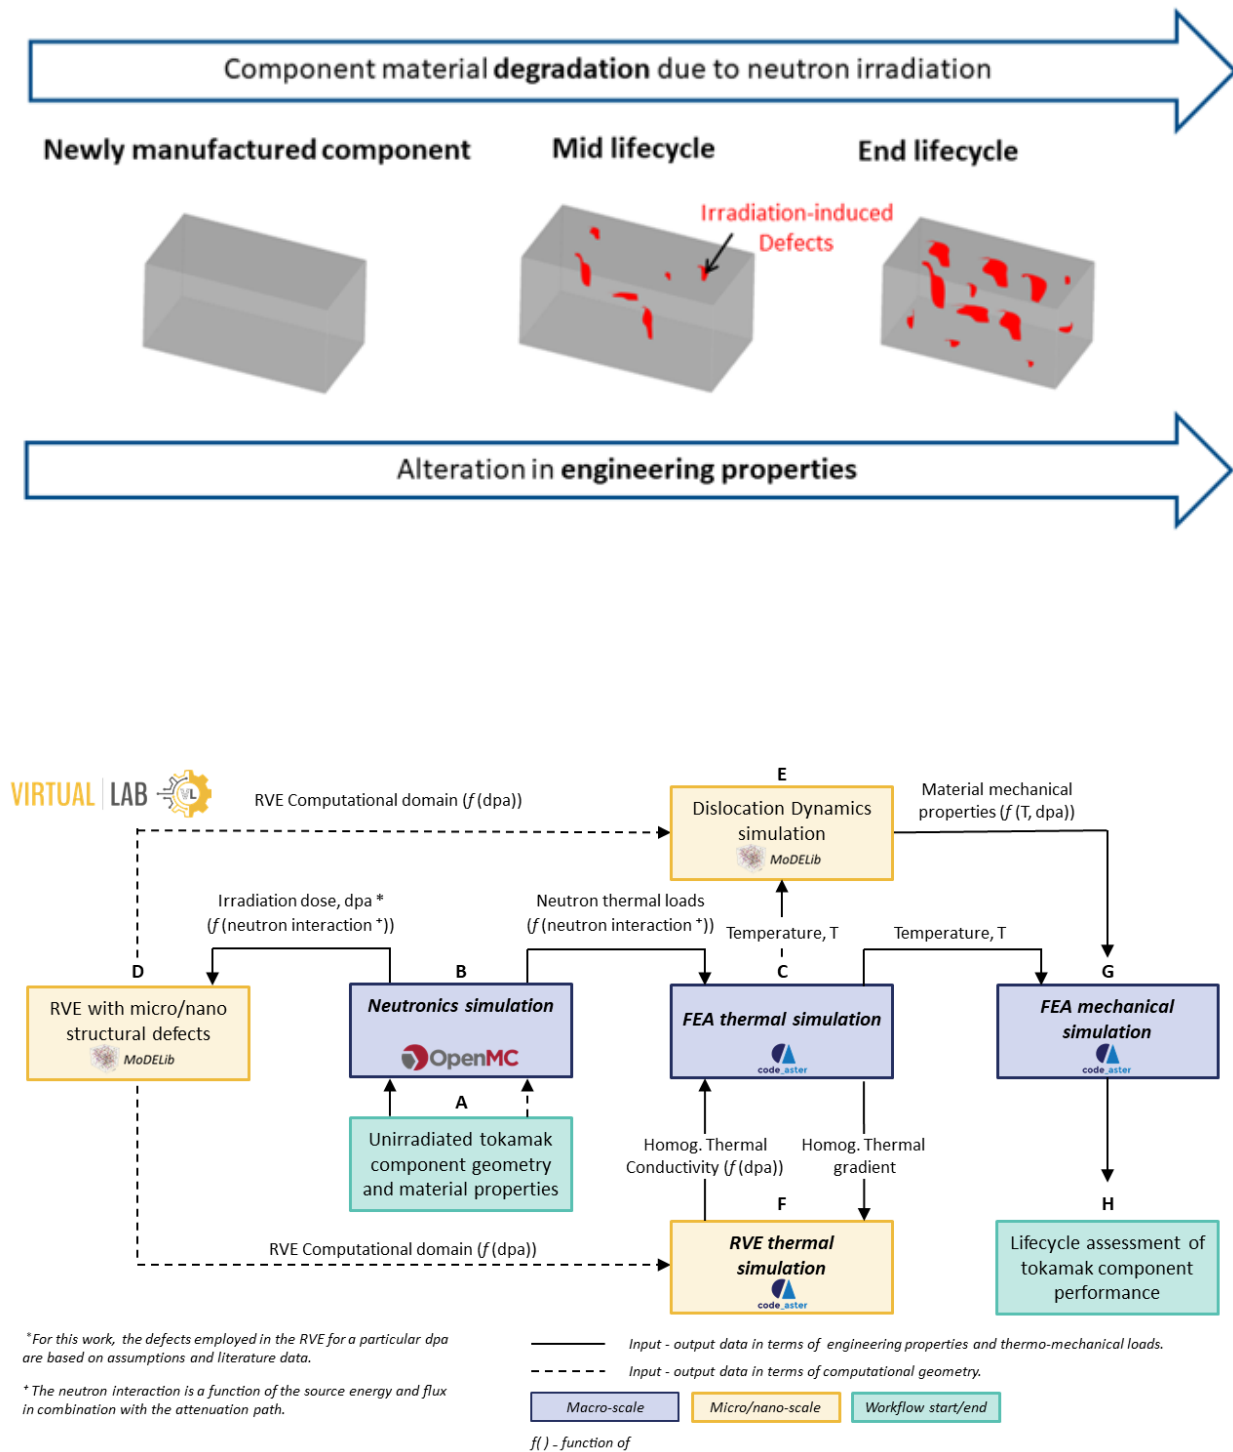 Component material degradation due to neutron irradiation
Newly manufactured component
Mid lifecycle
End lifecycle
Irradiation-induced
Defects
Alteration in engineering properties
VIRTUAL LAB VL
RVE Computational domain (f (dpa))
E
Dislocation Dynamics
simulation
MoDELib
Material mechanical
properties (f (T, dpa))
Irradiation dose, dpa *
(f (neutron interaction +))
Neutron thermal loads
(f (neutron interaction +))
Temperature, T
Temperature, T
D
RVE with micro/nano
structural defects
MoDELib
B
Neutronics simulation
OpenMC
C
FEA thermal simulation
code_aster
G
FEA mechanical
simulation
code_aster
A
Unirradiated tokamak
component geometry
and material properties
Homog. Thermal
Conductivity (f (dpa))
Homog. Thermal
gradient
RVE Computational domain (f (dpa))
F
RVE thermal
simulation
code_aster
H
Lifecycle assessment of
tokamak component
performance
*For this work, the defects employed in the RVE for a particular dpa
are based on assumptions and literature data.
+ The neutron interaction is a function of the source energy and flux
in combination with the attenuation path.
Input - output data in terms of engineering properties and thermo-mechanical loads.
Input - output data in terms of computational geometry.
Macro-scale
Micro/nano-scale
Workflow start/end
f( ) - function of